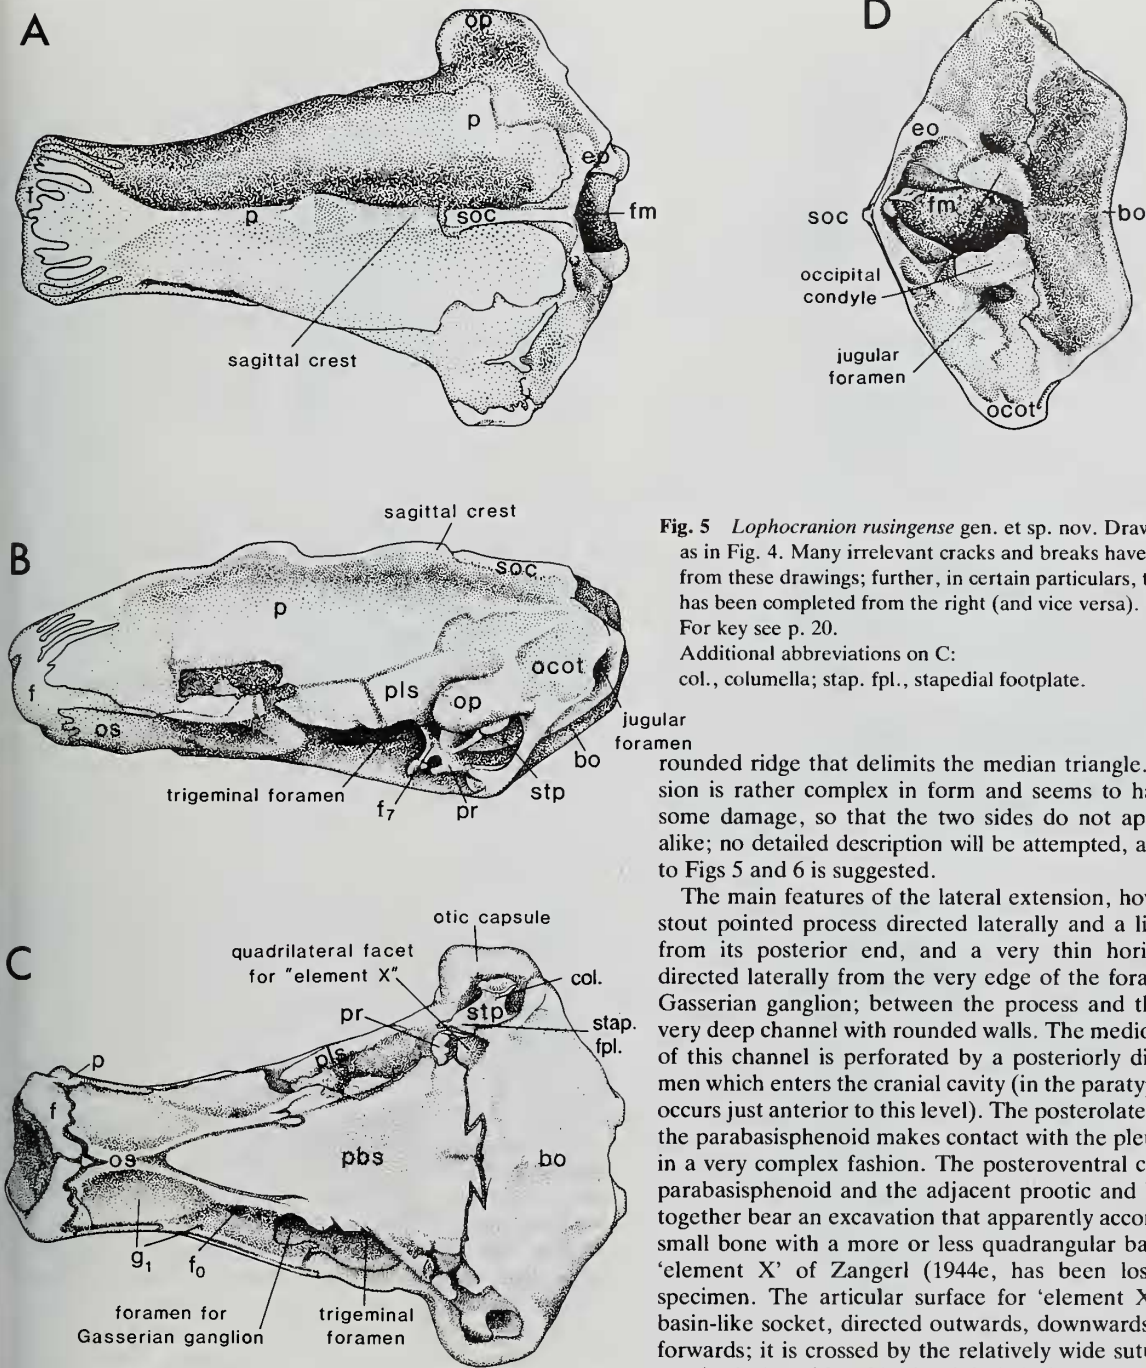 A
op
p
ep
f
p
soc
fm
sagittal crest
D
eo
fm
soc
bo
occipital
condyle
jugular
foramen
ocot
B
sagittal crest
soc
p
ocot
pls
op
f
os
jugular
foramen
bo
trigeminal foramen
f7
pr
stp
C
otic capsule
quadrilateral facet
for "element X"
col.
pr
stp
stap.
fpl.
pls
p
f
os
pbs
bo
g1
f0
foramen for
Gasserian ganglion
trigeminal
foramen
Fig. 5 Lophocranion rusingense gen. et sp. nov. Draw
as in Fig. 4. Many irrelevant cracks and breaks have
from these drawings; further, in certain particulars, t
has been completed from the right (and vice versa).
For key see p. 20.
Additional abbreviations on C:
col., columella; stap. fpl., stapedial footplate.
rounded ridge that delimits the median triangle.
sion is rather complex in form and seems to ha
some damage, so that the two sides do not ap
alike; no detailed description will be attempted, a
to Figs 5 and 6 is suggested.
The main features of the lateral extension, how
stout pointed process directed laterally and a li
from its posterior end, and a very thin hori
directed laterally from the very edge of the fora
Gasserian ganglion; between the process and th
very deep channel with rounded walls. The medio
of this channel is perforated by a posteriorly di
men which enters the cranial cavity (in the paraty
occurs just anterior to this level). The posterolate
the parabasisphenoid makes contact with the ple
in a very complex fashion. The posteroventral c
parabasisphenoid and the adjacent prootic and
together bear an excavation that apparently acco
small bone with a more or less quadrangular ba
'element X' of Zangerl (1944e, has been los
specimen. The articular surface for 'element X
basin-like socket, directed outwards, downwards
forwards; it is crossed by the relatively wide sut